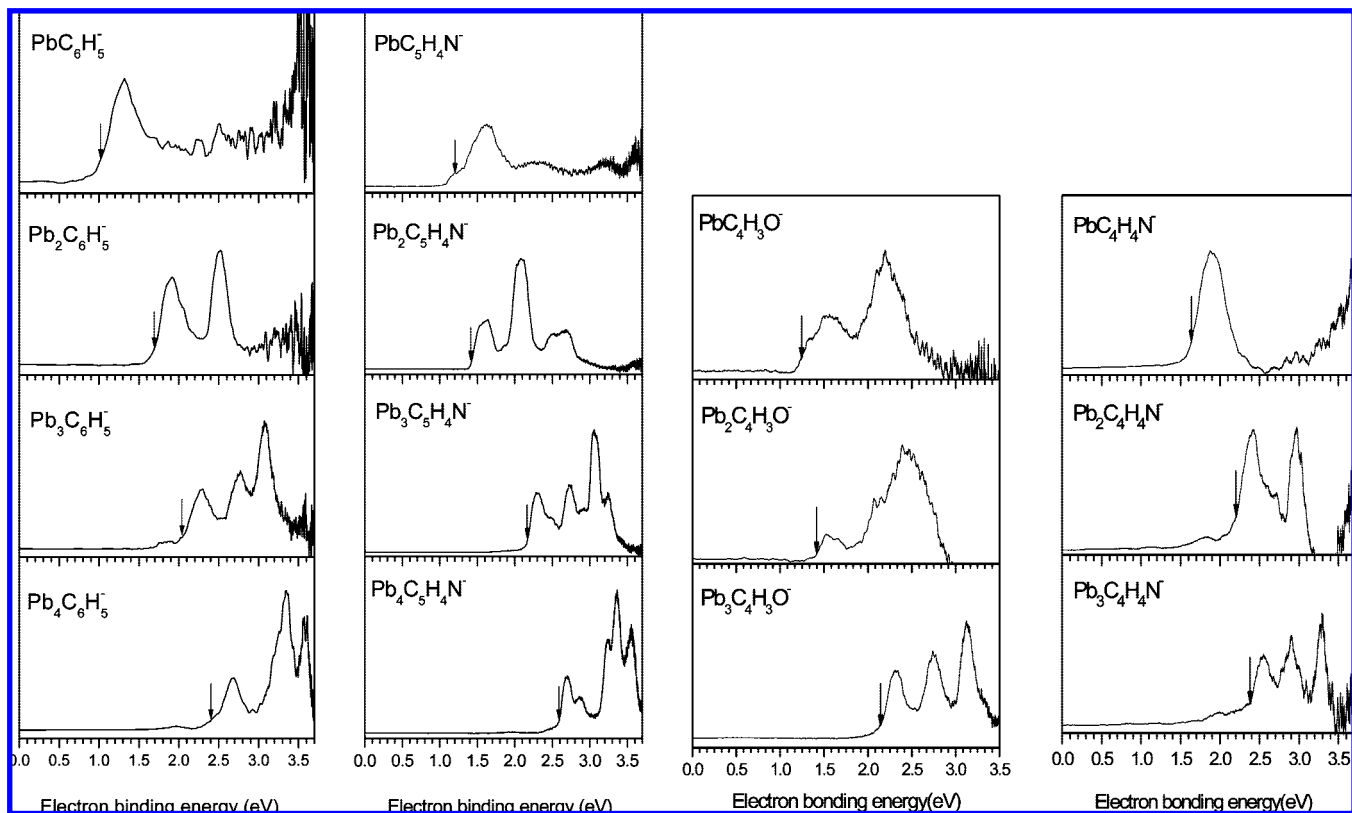 PbC₆H₅⁻
Pb₂C₆H₅⁻
Pb₃C₆H₅⁻
Pb₄C₆H₅⁻
0.0 0.5 1.0 1.5 2.0 2.5 3.0 3.5
Electron binding energy (eV)
PbC₅H₄N⁻
Pb₂C₅H₄N⁻
Pb₃C₅H₄N⁻
Pb₄C₅H₄N⁻
0.0 0.5 1.0 1.5 2.0 2.5 3.0 3.5
Electron binding energy (eV)
PbC₄H₃O⁻
Pb₂C₄H₃O⁻
Pb₃C₄H₃O⁻
0.0 0.5 1.0 1.5 2.0 2.5 3.0 3.5
Electron bonding energy(eV)
PbC₄H₄N⁻
Pb₂C₄H₄N⁻
Pb₃C₄H₄N⁻
0.0 0.5 1.0 1.5 2.0 2.5 3.0 3.5
Electron bonding energy(eV)